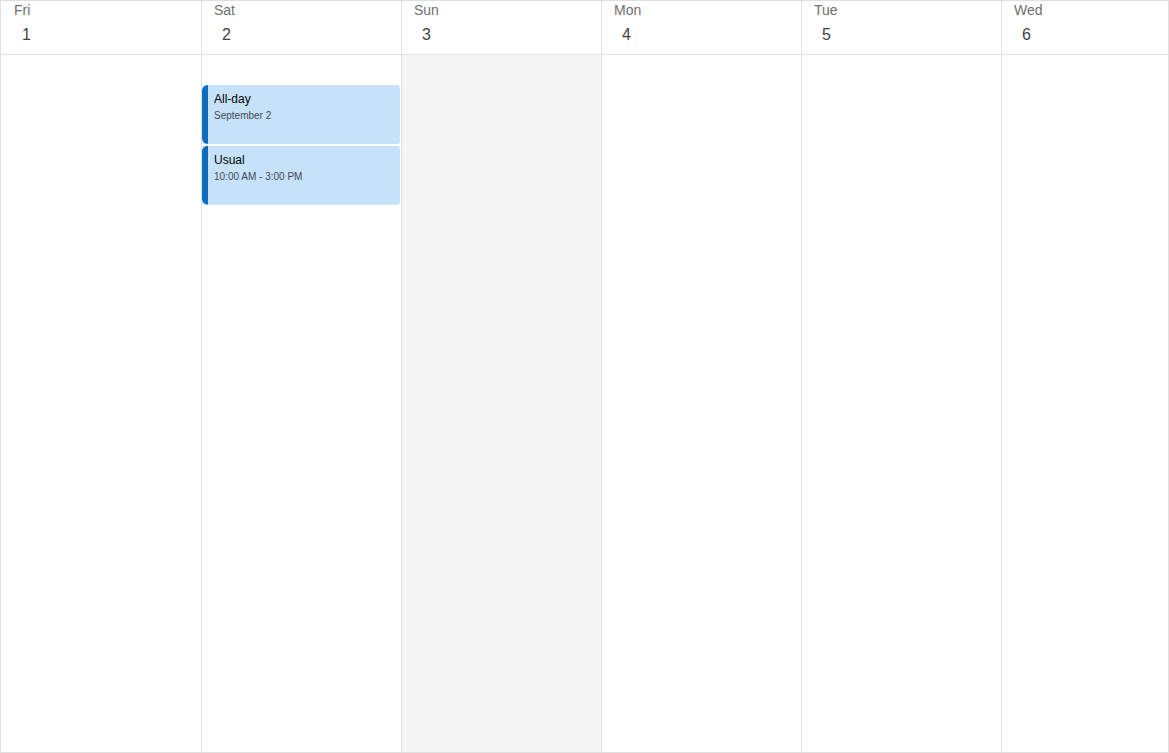 Fri
1
Sat
2
Sun
3
Mon
4
Tue
5
Wed
6
All-day
September 2
Usual
10:00 AM - 3:00 PM